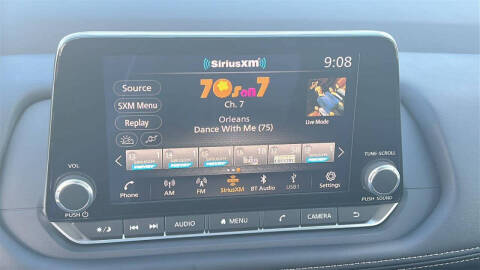 SiriusXM
9:08
Source
SXM Menu
Replay
70s on 7
Ch. 7
Orleans
Dance With Me (75)
Live Mode
Phone
AM
FM
SiriusXM
BT Audio
USB1
Settings
VOL
PUSH
TUNE·SCROLL
PUSH SOUND
AUDIO
MENU
CAMERA